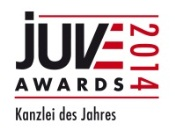 JUVE
AWARDS
2014
Kanzlei des Jahres